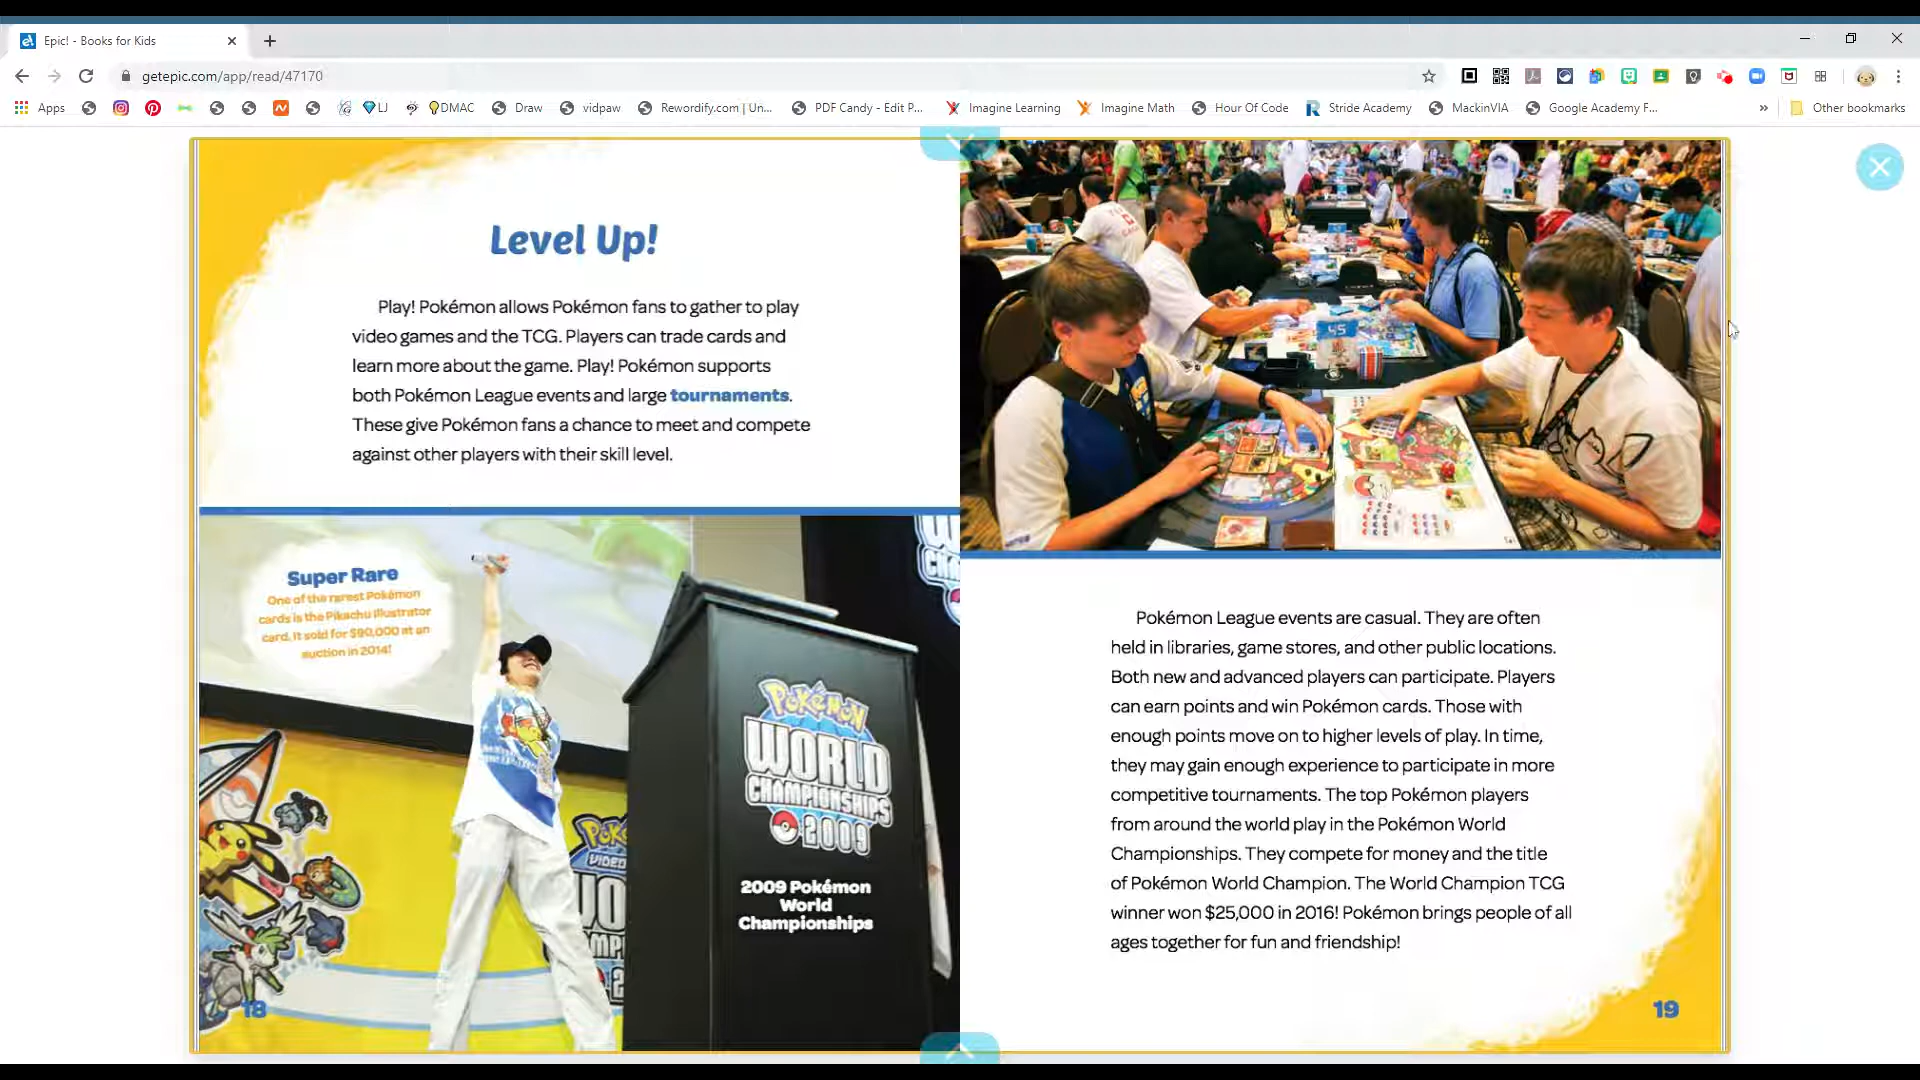 Epic! - Books for Kids
getepic.com/app/read/47170
Apps
LJ
DMAC
Draw
vidpaw
Rewordify.com | Un...
PDF Candy - Edit P...
Imagine Learning
Imagine Math
Hour Of Code
Stride Academy
MackinVIA
Google Academy F...
»
Other bookmarks
Level Up!
Play! Pokémon allows Pokémon fans to gather to play
video games and the TCG. Players can trade cards and
learn more about the game. Play! Pokémon supports
both Pokémon League events and large tournaments.
These give Pokémon fans a chance to meet and compete
against other players with their skill level.
Super Rare
One of the rarest Pokémon
cards is the Pikachu Illustrator
card. It sold for $90,000 at an
auction in 2014!
POKéMON
WORLD
CHAMPIONSHIPS
2009
2009 Pokémon
World
Championships
18
45
Pokémon League events are casual. They are often
held in libraries, game stores, and other public locations.
Both new and advanced players can participate. Players
can earn points and win Pokémon cards. Those with
enough points move on to higher levels of play. In time,
they may gain enough experience to participate in more
competitive tournaments. The top Pokémon players
from around the world play in the Pokémon World
Championships. They compete for money and the title
of Pokémon World Champion. The World Champion TCG
winner won $25,000 in 2016! Pokémon brings people of all
ages together for fun and friendship!
19